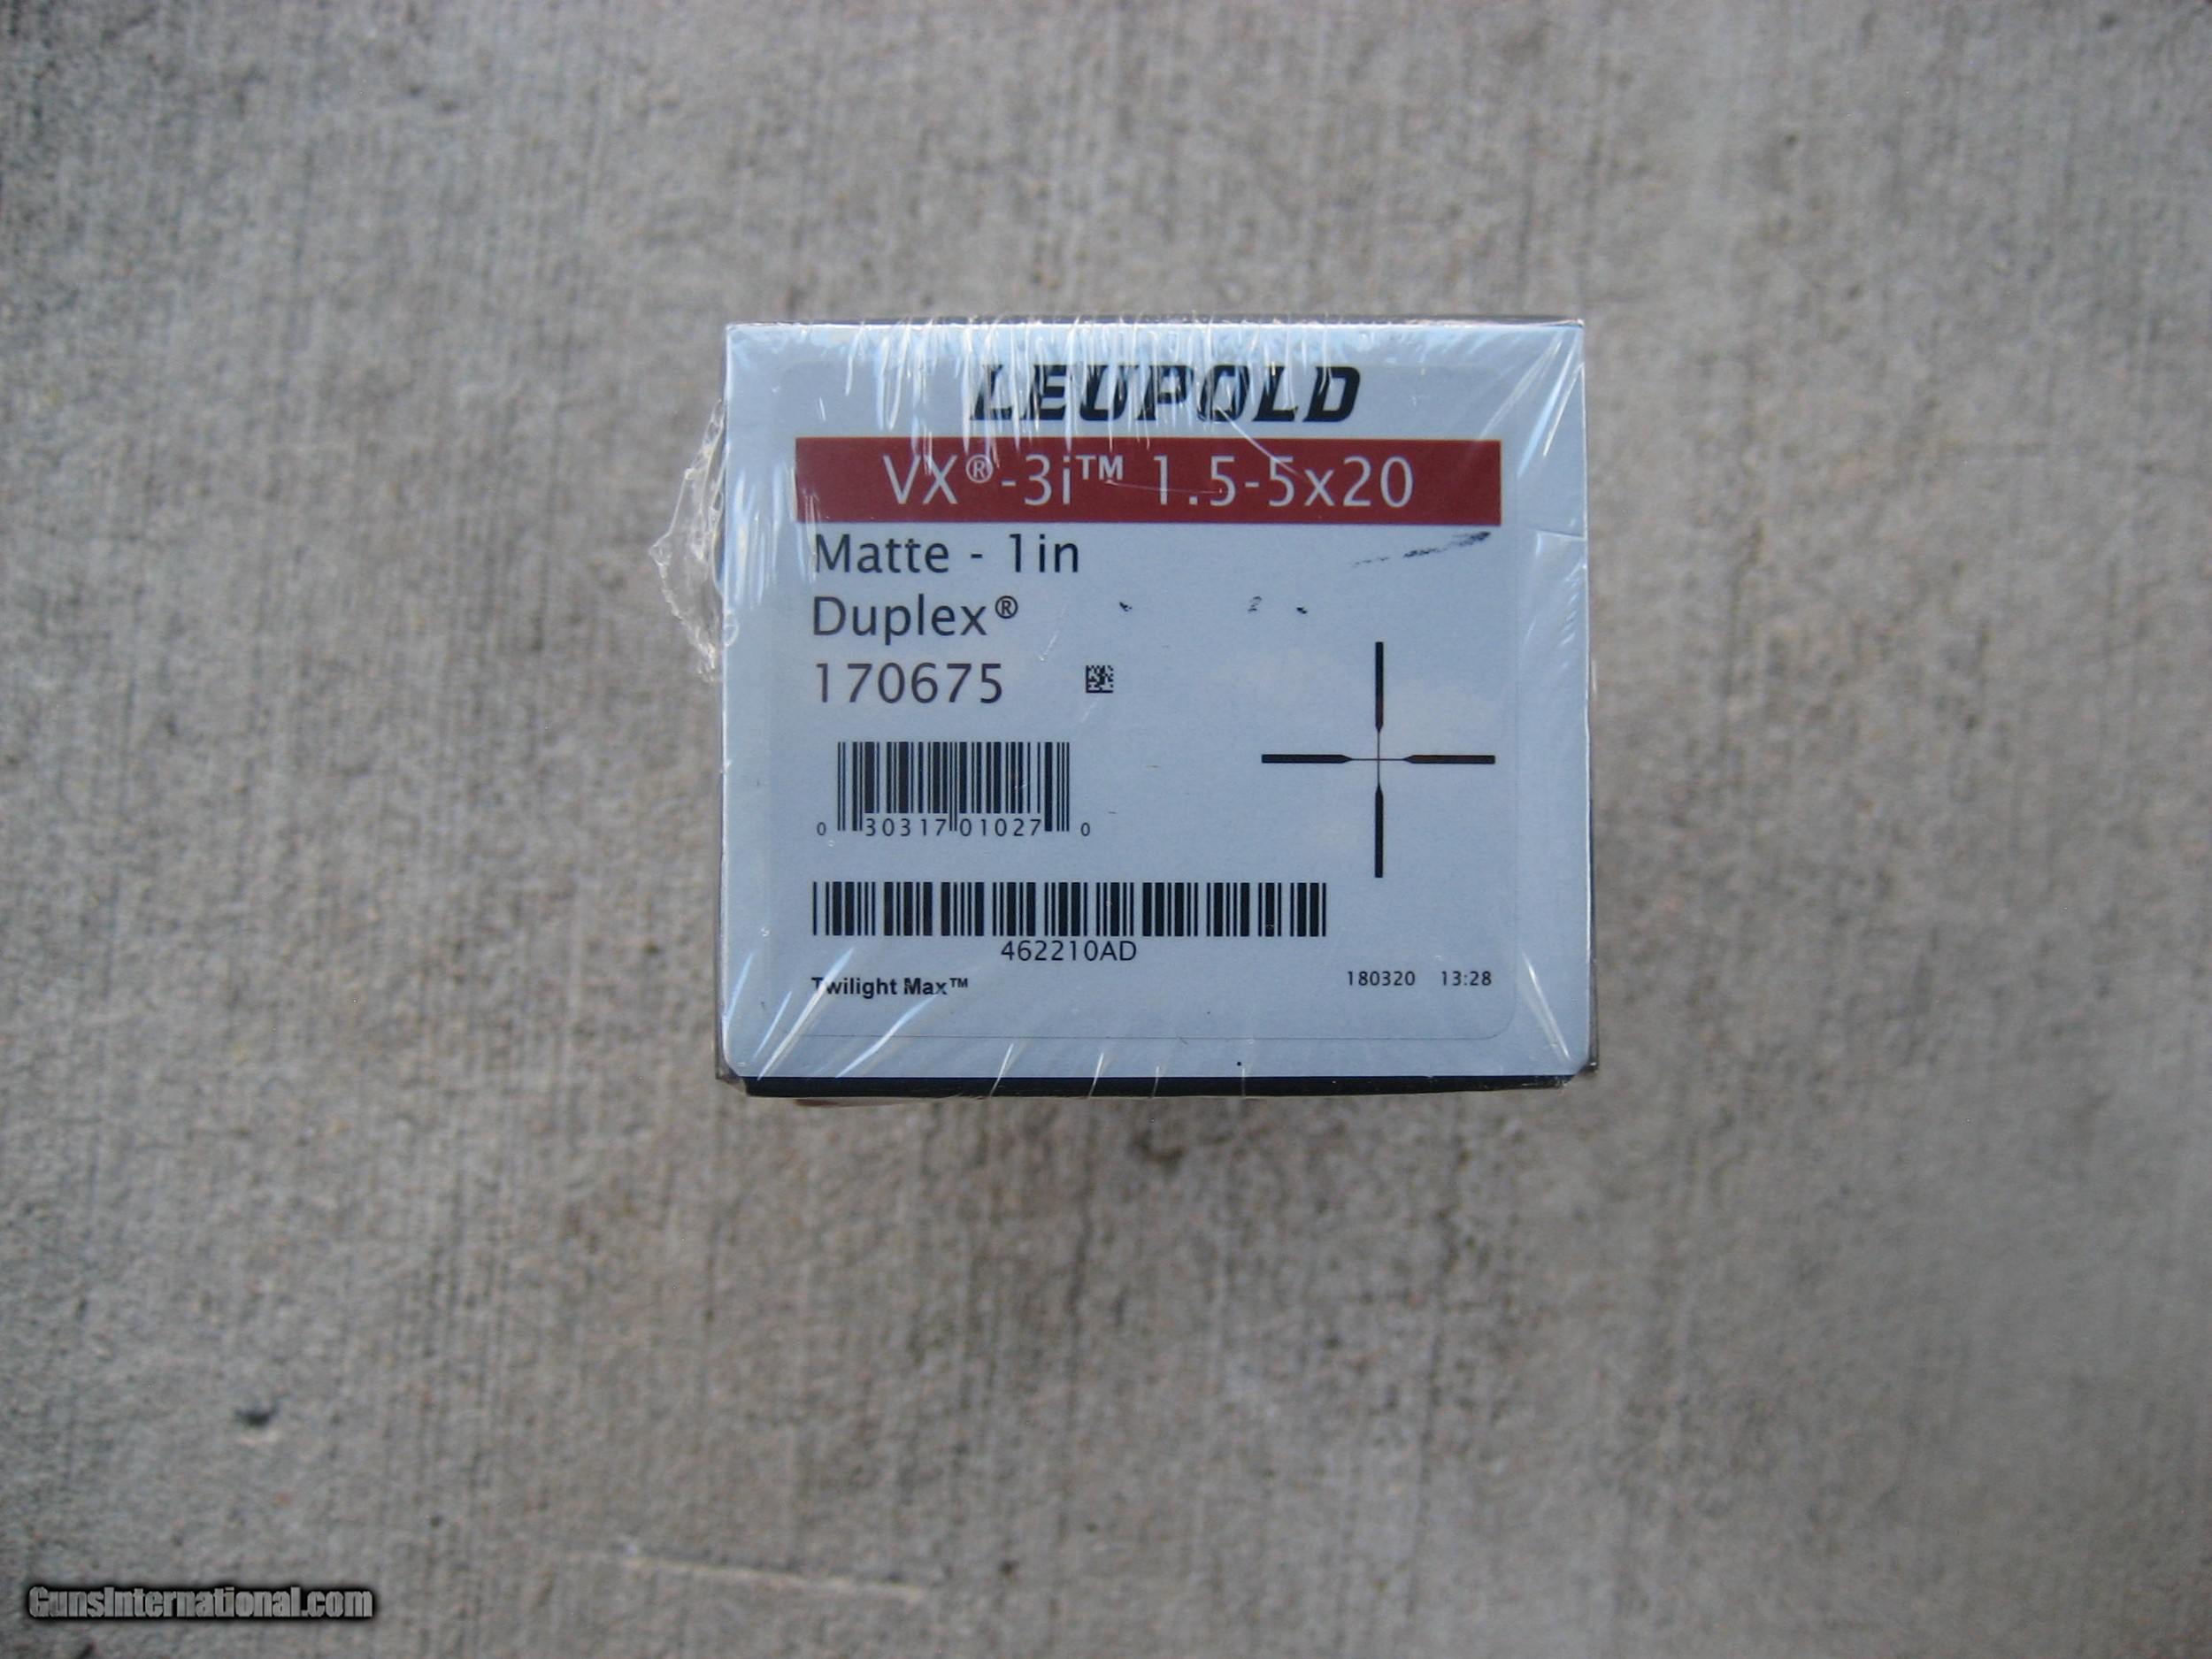 LEUPOLD
VX®-3i™ 1.5-5x20
Matte - 1in
Duplex®
170675
0 30317 01027 0
462210AD
Twilight Max™
180320 13:28
GunsInternational.com